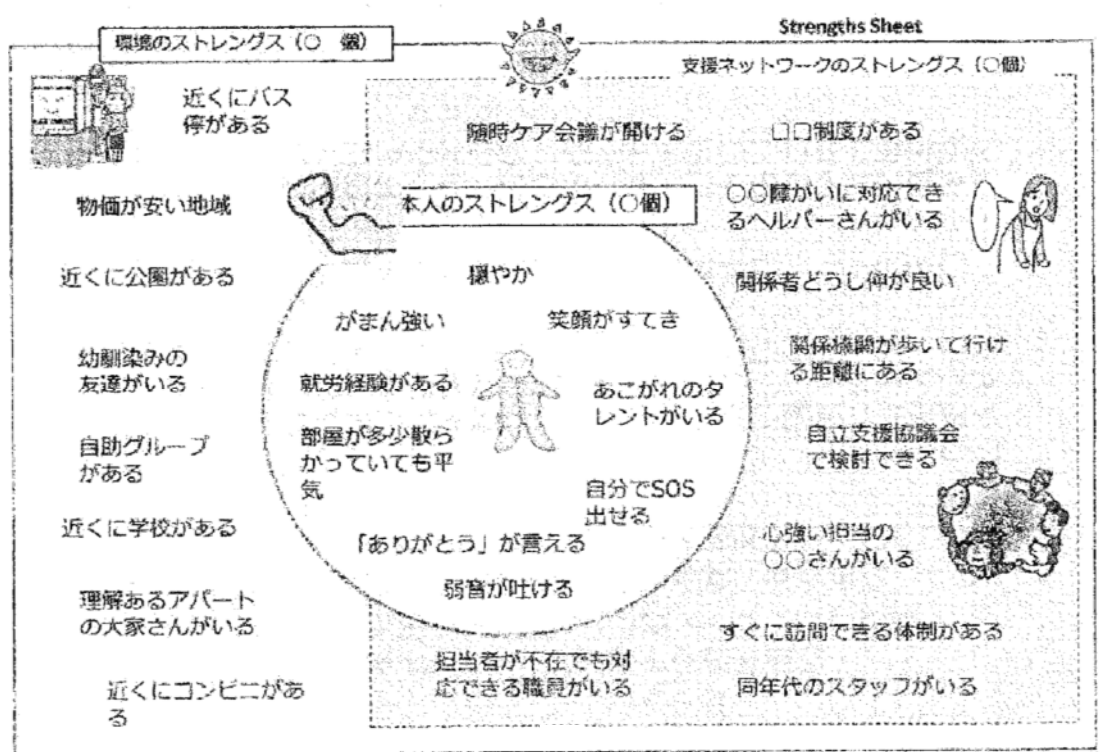 Strengths Sheet
環境のストレングス（○　個）
近くにバス
停がある
物価が安い地域
近くに公園がある
幼馴染みの
友達がいる
自助グループ
がある
近くに学校がある
理解あるアパート
の大家さんがいる
近くにコンビニがあ
る
本人のストレングス（○個）
穏やか
がまん強い
笑顔がすてき
就労経験がある
あこがれのタ
レントがいる
部屋が多少散ら
かっていても平
気
自分でSOS
出せる
「ありがとう」が言える
弱音が吐ける
支援ネットワークのストレングス（○個）
随時ケア会議が開ける
□□制度がある
○○障がいに対応でき
るヘルパーさんがいる
関係者どうし仲が良い
関係機関が歩いて行け
る距離にある
自立支援協議会
で検討できる
心強い担当の
○○さんがいる
すぐに訪問できる体制がある
担当者が不在でも対
応できる職員がいる
同年代のスタッフがいる